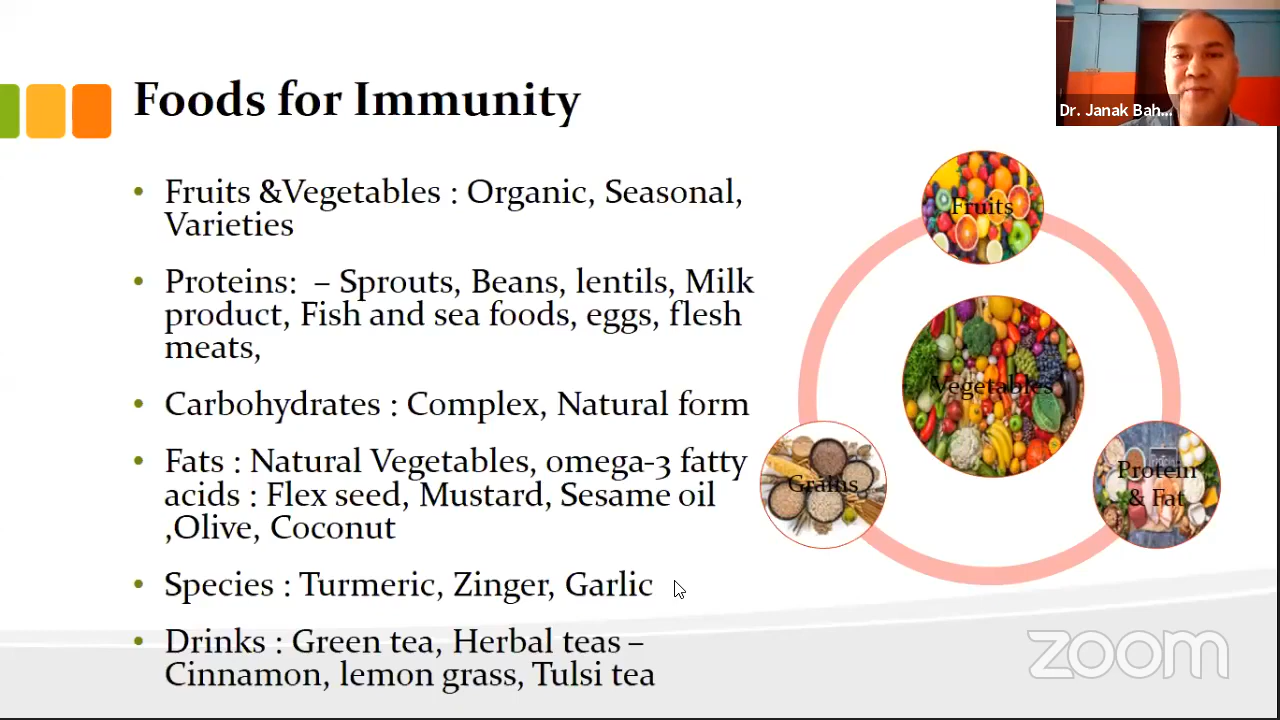 Foods for Immunity
Dr. Janak Bah...
• Fruits &Vegetables : Organic, Seasonal,
Varieties
• Proteins:  – Sprouts, Beans, lentils, Milk
product, Fish and sea foods, eggs, flesh
meats,
• Carbohydrates : Complex, Natural form
• Fats : Natural Vegetables, omega-3 fatty
acids : Flex seed, Mustard, Sesame oil
,Olive, Coconut
• Species : Turmeric, Zinger, Garlic
• Drinks : Green tea, Herbal teas –
Cinnamon, lemon grass, Tulsi tea
Fruits
Vegetables
Grains
Protein
& Fat
zoom